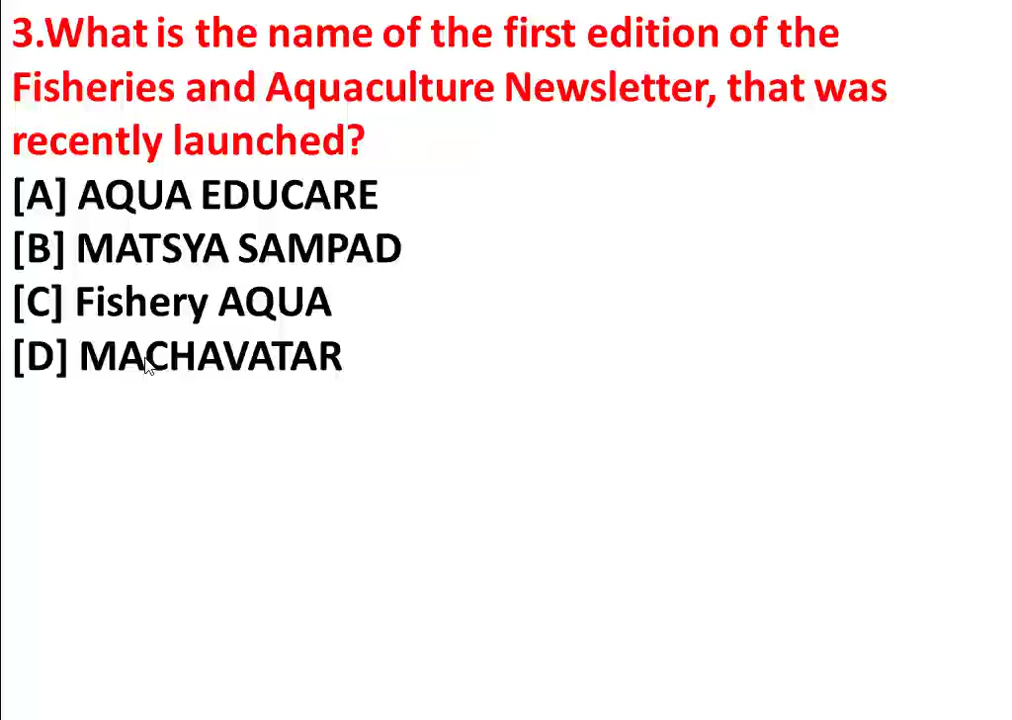 3.What is the name of the first edition of the
Fisheries and Aquaculture Newsletter, that was
recently launched?
[A] AQUA EDUCARE
[B] MATSYA SAMPAD
[C] Fishery AQUA
[D] MACHAVATAR